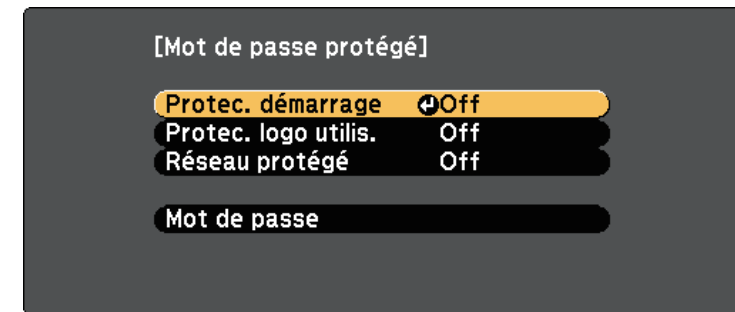 [Mot de passe protégé]
Protec. démarrage Off
Protec. logo utilis. Off
Réseau protégé Off
Mot de passe